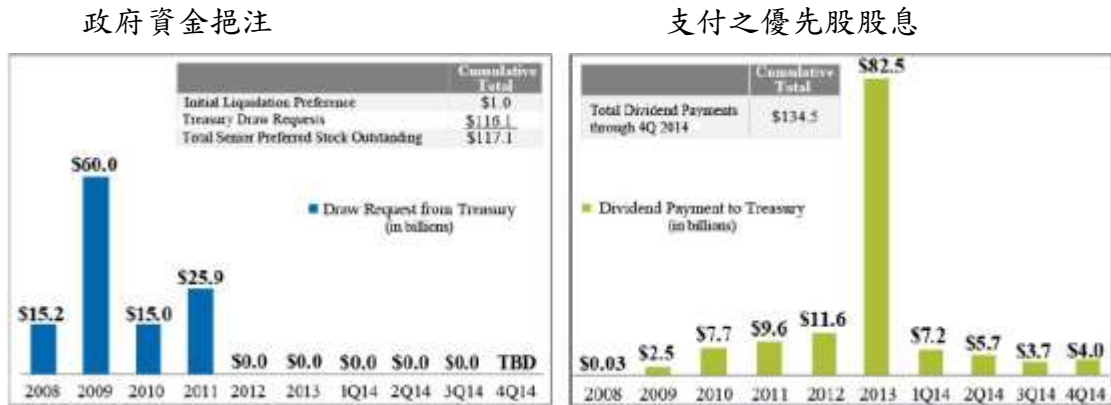 政府資金挹注
支付之優先股股息
Cumulative
Total
Initial Liquidation Preference $1.0
Treasury Draw Requests $116.1
Total Senior Preferred Stock Outstanding $117.1
$60.0
Draw Request from Treasury
(in billions)
$25.9
$15.2 $15.0
$0.0 $0.0 $0.0 $0.0 $0.0 TBD
2008 2009 2010 2011 2012 2013 1Q14 2Q14 3Q14 4Q14
$82.5
Cumulative
Total
Total Dividend Payments
through 4Q 2014
$134.5
Dividend Payment to Treasury
(in billions)
$0.03 $2.5 $7.7 $9.6 $11.6 $7.2 $5.7 $3.7 $4.0
2008 2009 2010 2011 2012 2013 1Q14 2Q14 3Q14 4Q14